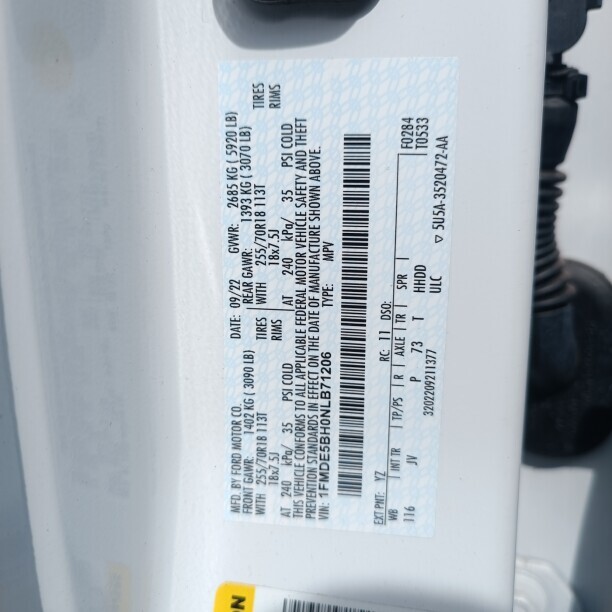 MFD. BY FORD MOTOR CO.
DATE: 09/22 GVWR: 2685 KG ( 5920 LB)
FRONT GAWR: 1402 KG ( 3090 LB) REAR GAWR: 1393 KG ( 3070 LB)
WITH 255/70R18 113T TIRES WITH 255/70R18 113T TIRES
18x7.5J RIMS 18x7.5J RIMS
AT 240 kPa/ 35 PSI COLD AT 240 kPa/ 35 PSI COLD
THIS VEHICLE CONFORMS TO ALL APPLICABLE FEDERAL MOTOR VEHICLE SAFETY AND THEFT
PREVENTION STANDARDS IN EFFECT ON THE DATE OF MANUFACTURE SHOWN ABOVE.
VIN: 1FMDE5BH0NLB71206 TYPE: MPV
EXT PNT: YZ RC: 11 DSO: F0284
WB INT TR TP/PS R AXLE TR SPR T0533
116 JV P 73 T HHDD
ULC
3202209211377 ▽ 5U5A-3520472-AA
ON